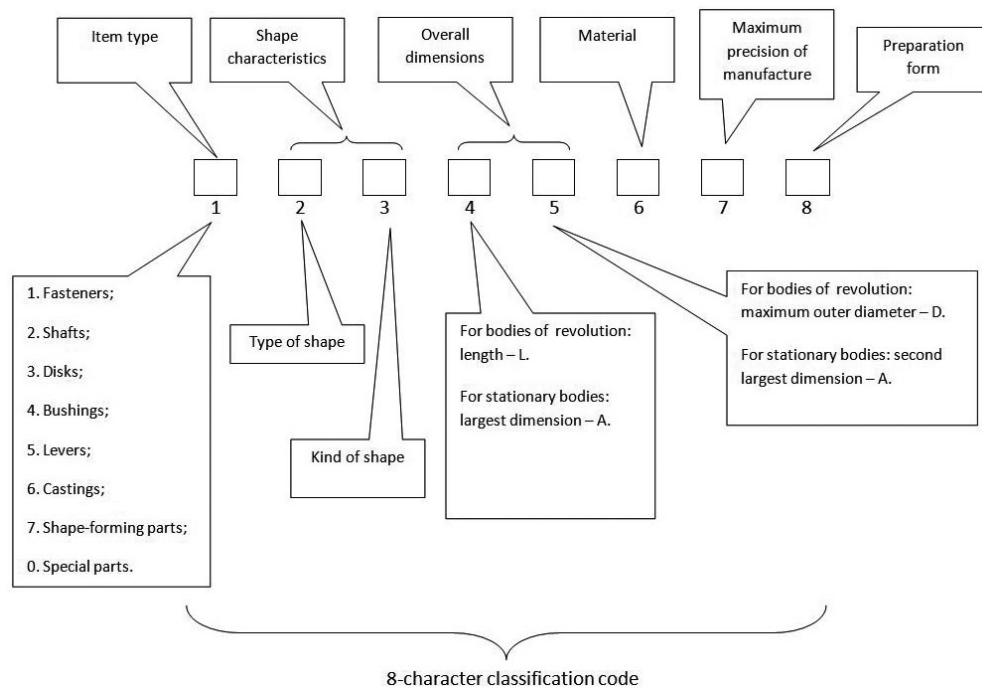 Item type
Shape
characteristics
Overall
dimensions
Material
Maximum
precision of
manufacture
Preparation
form
1
2
3
4
5
6
7
8
1. Fasteners;
2. Shafts;
3. Disks;
4. Bushings;
5. Levers;
6. Castings;
7. Shape-forming parts;
0. Special parts.
Type of shape
Kind of shape
For bodies of revolution:
length – L.
For stationary bodies:
largest dimension – A.
For bodies of revolution:
maximum outer diameter – D.
For stationary bodies: second
largest dimension – A.
8-character classification code